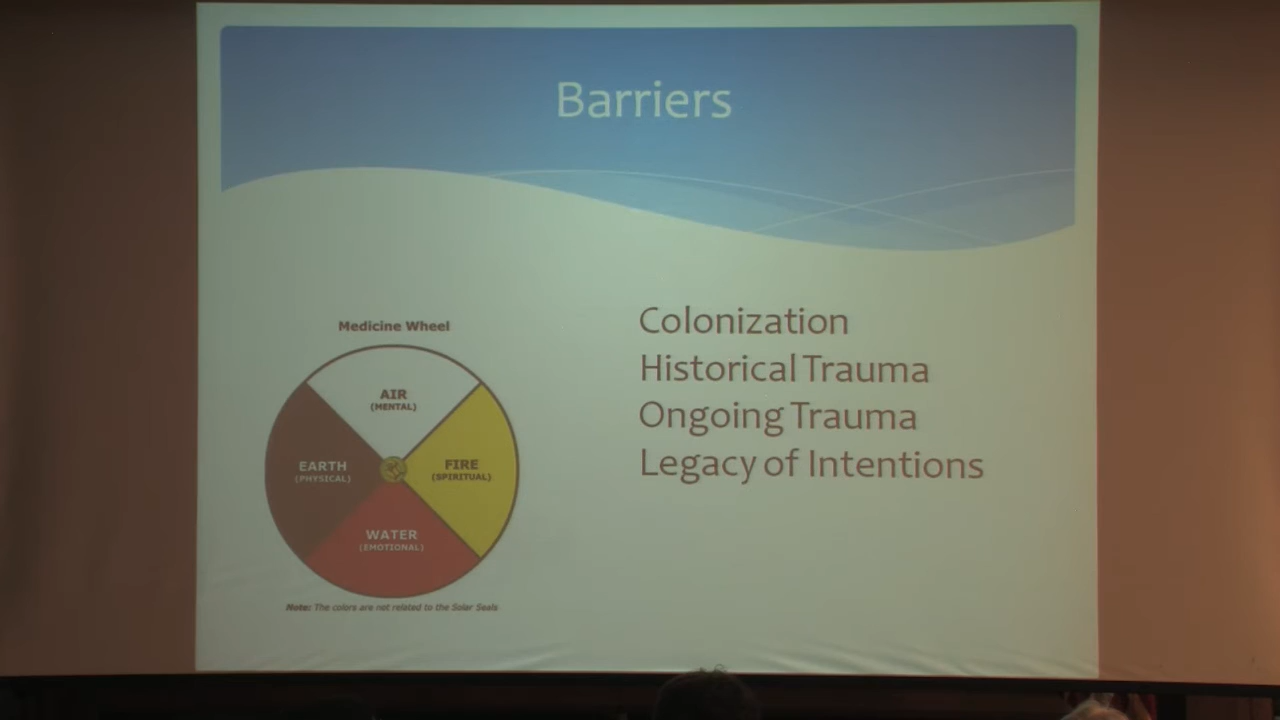 Barriers
Medicine Wheel
AIR
(MENTAL)
EARTH
(PHYSICAL)
FIRE
(SPIRITUAL)
WATER
(EMOTIONAL)
Note: The colors are not related to the Solar Seals
Colonization
Historical Trauma
Ongoing Trauma
Legacy of Intentions